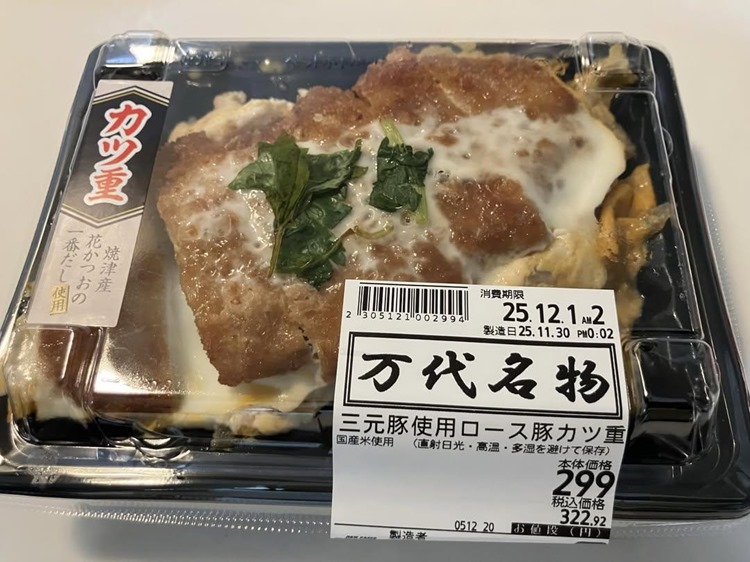 カツ重
焼津産
花かつおの
一番だし使用
消費期限
25.12.1 AM2
製造日25.11.30 PM0:02
2 305121 002994
万代名物
三元豚使用ロース豚カツ重
国産米使用 （直射日光・高温・多湿を避けて保存）
本体価格
299
税込価格
322.92
0512 20 お値段（円）
製造者